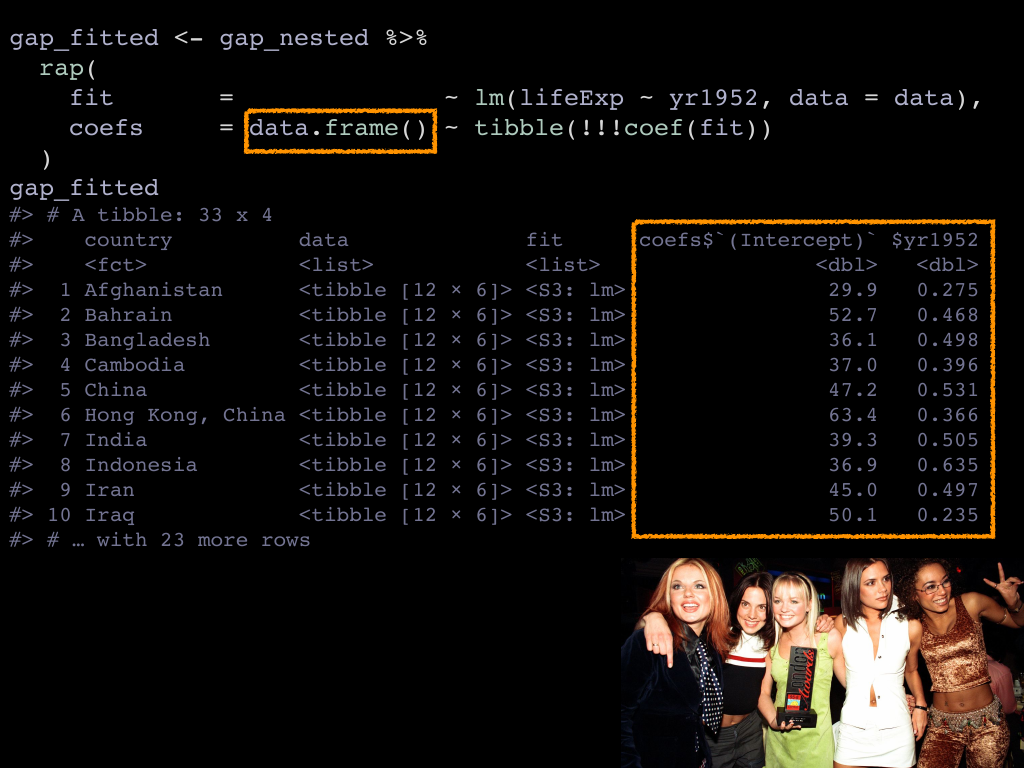 gap_fitted <- gap_nested %>%
  rap(
    fit       =              ~ lm(lifeExp ~ yr1952, data = data),
    coefs     = data.frame() ~ tibble(!!!coef(fit))
  )
gap_fitted
#> # A tibble: 33 x 4
#>    country          data              fit      coefs$`(Intercept)` $yr1952
#>    <fct>            <list>            <list>                 <dbl>   <dbl>
#>  1 Afghanistan      <tibble [12 × 6]> <S3: lm>                29.9   0.275
#>  2 Bahrain          <tibble [12 × 6]> <S3: lm>                52.7   0.468
#>  3 Bangladesh       <tibble [12 × 6]> <S3: lm>                36.1   0.498
#>  4 Cambodia         <tibble [12 × 6]> <S3: lm>                37.0   0.396
#>  5 China            <tibble [12 × 6]> <S3: lm>                47.2   0.531
#>  6 Hong Kong, China <tibble [12 × 6]> <S3: lm>                63.4   0.366
#>  7 India            <tibble [12 × 6]> <S3: lm>                39.3   0.505
#>  8 Indonesia        <tibble [12 × 6]> <S3: lm>                36.9   0.635
#>  9 Iran             <tibble [12 × 6]> <S3: lm>                45.0   0.497
#> 10 Iraq             <tibble [12 × 6]> <S3: lm>                50.1   0.235
#> # … with 23 more rows
London
Awards